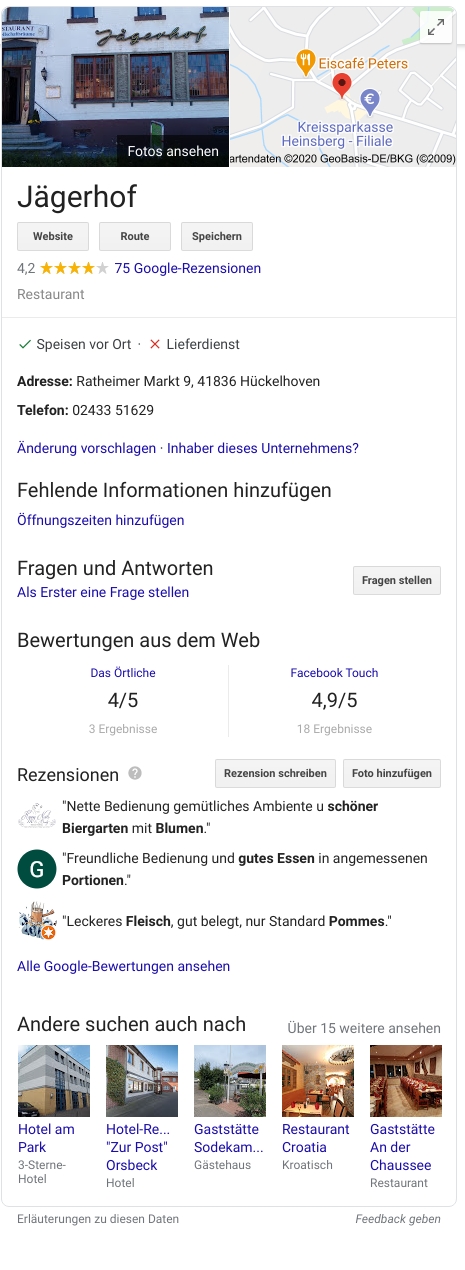 STAURANT
Jägerhof
Fotos ansehen
Eiscafé Peters
€
Kreissparkasse
Heinsberg - Filiale
artendaten ©2020 GeoBasis-DE/BKG (©2009)
Jägerhof
Website Route Speichern
4,2 ★★★★★ 75 Google-Rezensionen
Restaurant
Speisen vor Ort · Lieferdienst
Adresse: Ratheimer Markt 9, 41836 Hückelhoven
Telefon: 02433 51629
Änderung vorschlagen · Inhaber dieses Unternehmens?
Fehlende Informationen hinzufügen
Öffnungszeiten hinzufügen
Fragen und Antworten
Als Erster eine Frage stellen
Fragen stellen
Bewertungen aus dem Web
Das Örtliche Facebook Touch
4/5 4,9/5
3 Ergebnisse 18 Ergebnisse
Rezensionen ? Rezension schreiben Foto hinzufügen
"Nette Bedienung gemütliches Ambiente u schöner
Biergarten mit Blumen."
G "Freundliche Bedienung und gutes Essen in angemessenen
Portionen."
"Leckeres Fleisch, gut belegt, nur Standard Pommes."
Alle Google-Bewertungen ansehen
Andere suchen auch nach Über 15 weitere ansehen
Hotel am Hotel-Re... Gaststätte Restaurant Gaststätte
Park "Zur Post" Sodekam... Croatia An der
3-Sterne- Orsbeck Gästehaus Kroatisch Chaussee
Hotel Hotel Restaurant
Erläuterungen zu diesen Daten Feedback geben